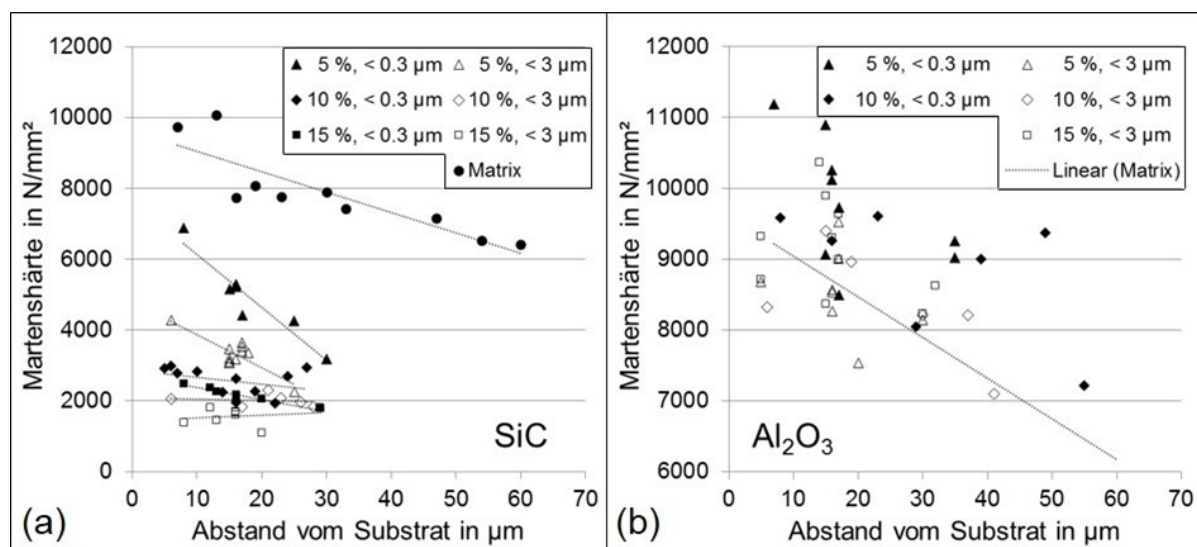 12000
10000
8000
6000
4000
2000
0
0 10 20 30 40 50 60 70
Martenshärte in N/mm²
Abstand vom Substrat in µm
5 %, < 0.3 µm 5 %, < 3 µm
10 %, < 0.3 µm 10 %, < 3 µm
15 %, < 0.3 µm 15 %, < 3 µm
Matrix
SiC
(a)
12000
11000
10000
9000
8000
7000
6000
0 10 20 30 40 50 60 70
Martenshärte in N/mm²
Abstand vom Substrat in µm
5 %, < 0.3 µm 5 %, < 3 µm
10 %, < 0.3 µm 10 %, < 3 µm
15 %, < 3 µm
Linear (Matrix)
Al₂O₃
(b)